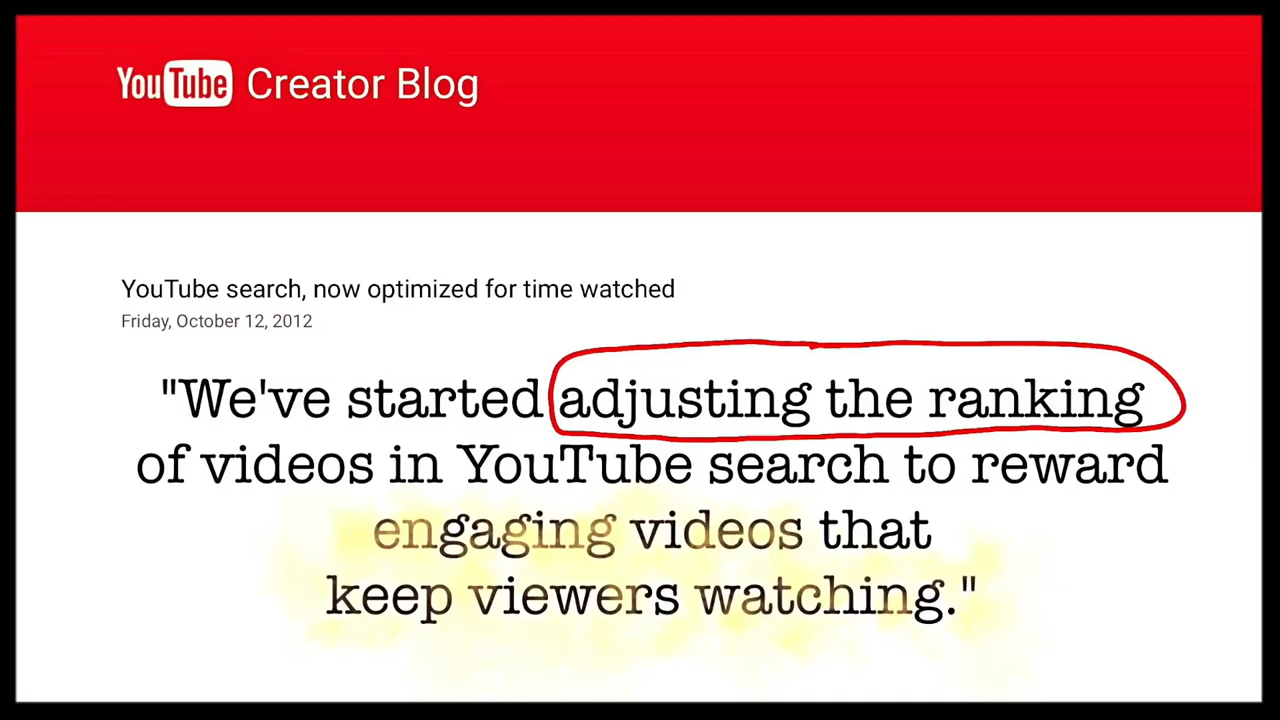 YouTube Creator Blog
YouTube search, now optimized for time watched
Friday, October 12, 2012
"We've started adjusting the ranking
of videos in YouTube search to reward
engaging videos that
keep viewers watching."